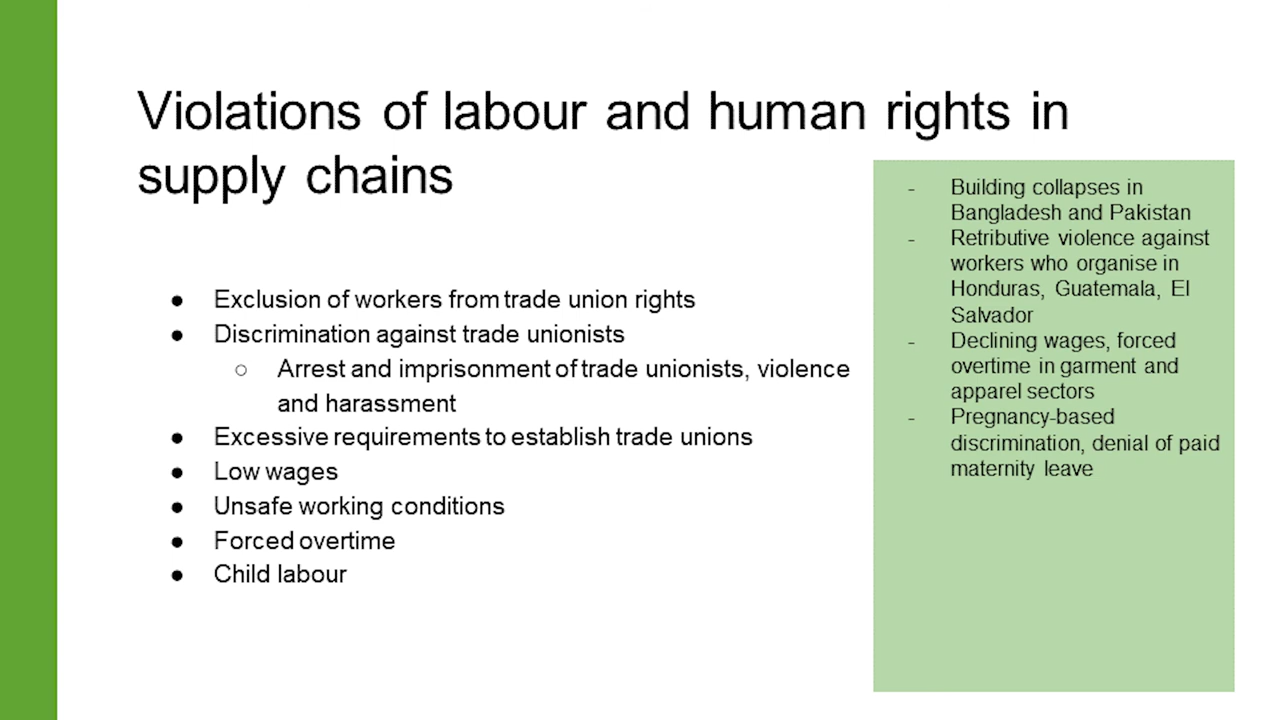 Violations of labour and human rights in
supply chains
● Exclusion of workers from trade union rights
● Discrimination against trade unionists
○ Arrest and imprisonment of trade unionists, violence
and harassment
● Excessive requirements to establish trade unions
● Low wages
● Unsafe working conditions
● Forced overtime
● Child labour
- Building collapses in
Bangladesh and Pakistan
- Retributive violence against
workers who organise in
Honduras, Guatemala, El
Salvador
- Declining wages, forced
overtime in garment and
apparel sectors
- Pregnancy-based
discrimination, denial of paid
maternity leave